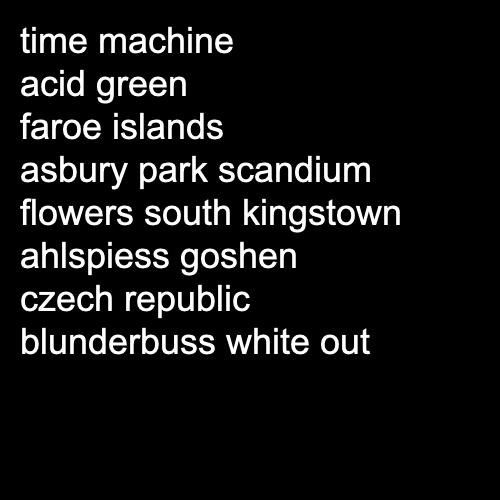 time machine
acid green
faroe islands
asbury park scandium
flowers south kingstown
ahlspiess goshen
czech republic
blunderbuss white out